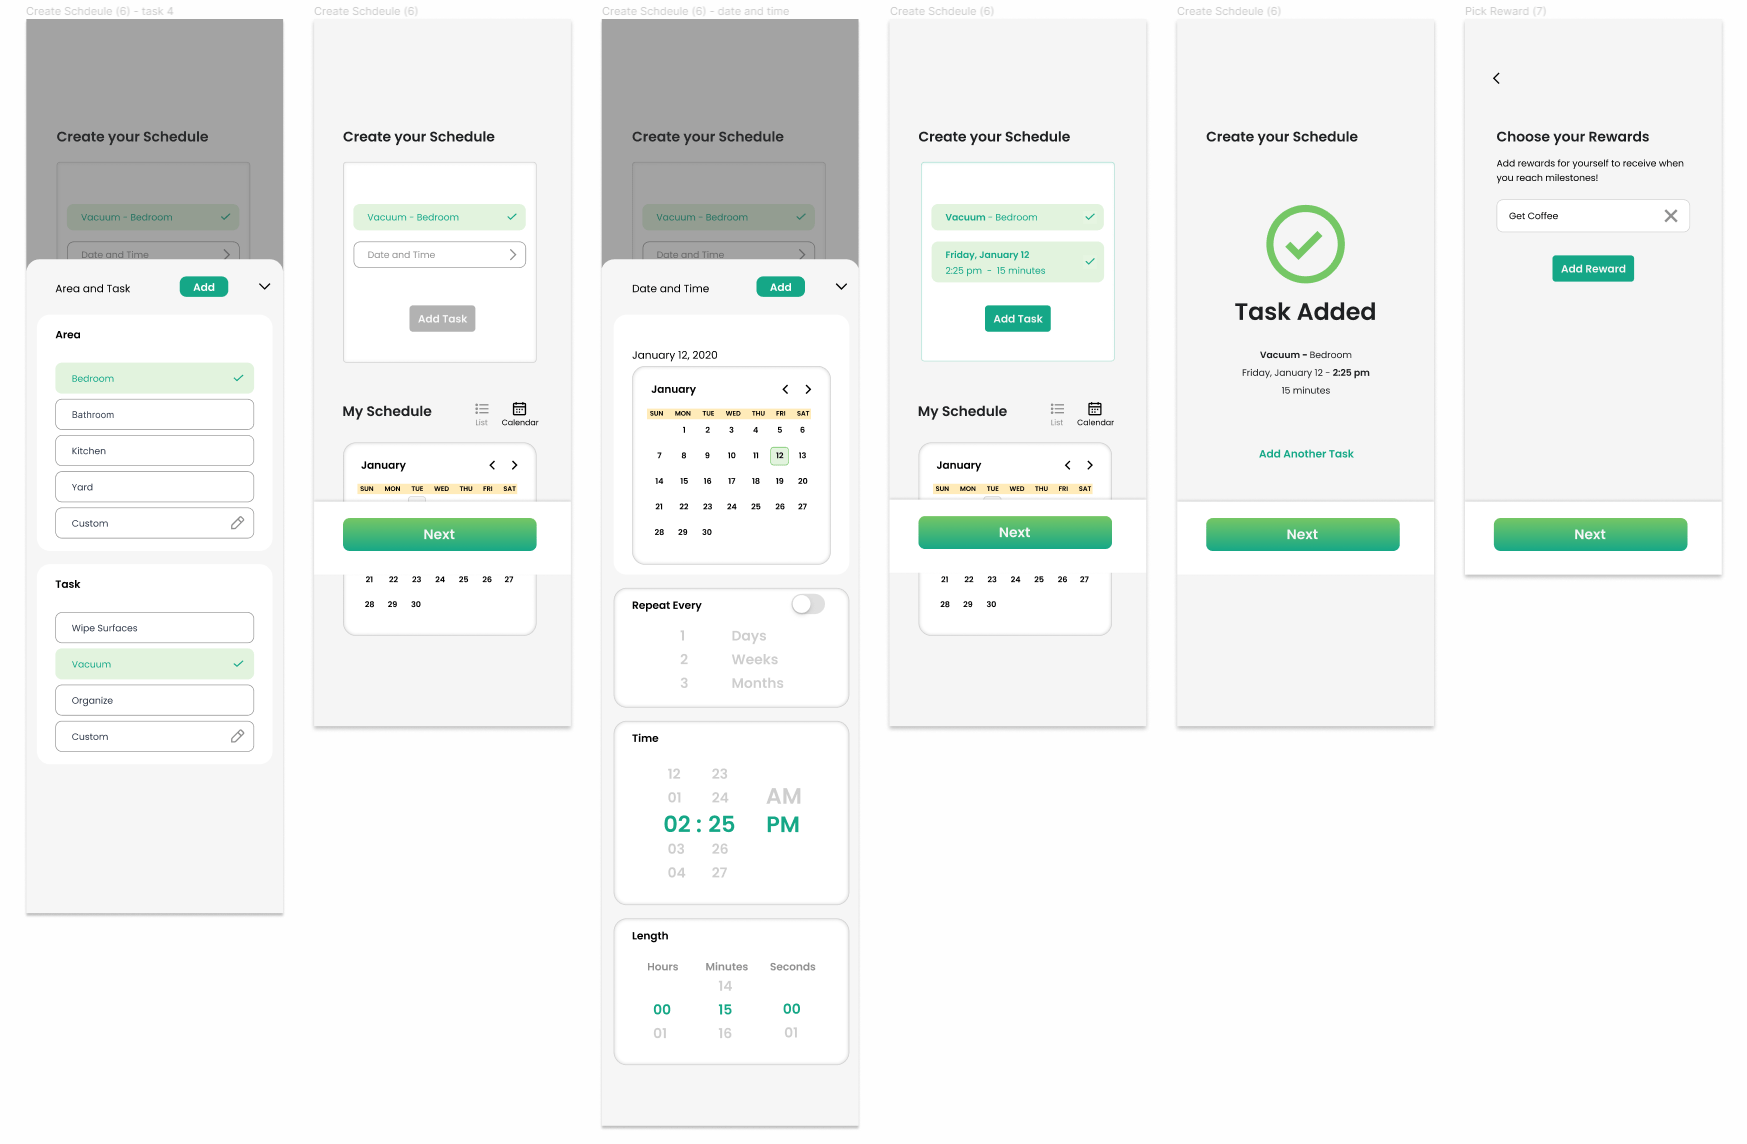 Create Schdeule (6) - task 4
Create your Schedule
Vacuum - Bedroom
Date and Time
Area and Task
Add
Area
Bedroom
Bathroom
Kitchen
Yard
Custom
Task
Wipe Surfaces
Vacuum
Organize
Custom
Create Schdeule (6)
Create your Schedule
Vacuum - Bedroom
Date and Time
Add Task
My Schedule
List
Calendar
January
SUN MON TUE WED THU FRI SAT
Next
21 22 23 24 25 26 27
28 29 30
Create Schdeule (6) - date and time
Create your Schedule
Vacuum - Bedroom
Date and Time
Date and Time
Add
January 12, 2020
January
SUN MON TUE WED THU FRI SAT
1 2 3 4 5 6
7 8 9 10 11 12 13
14 15 16 17 18 19 20
21 22 23 24 25 26 27
28 29 30
Repeat Every
1 Days
2 Weeks
3 Months
Time
12 23
01 24 AM
02 : 25 PM
03 26
04 27
Length
Hours Minutes Seconds
14
00 15 00
01 16 01
Create Schdeule (6)
Create your Schedule
Vacuum - Bedroom
Friday, January 12
2:25 pm - 15 minutes
Add Task
My Schedule
List
Calendar
January
SUN MON TUE WED THU FRI SAT
Next
21 22 23 24 25 26 27
28 29 30
Create Schdeule (6)
Create your Schedule
Task Added
Vacuum - Bedroom
Friday, January 12 - 2:25 pm
15 minutes
Add Another Task
Next
Pick Reward (7)
Choose your Rewards
Add rewards for yourself to receive when
you reach milestones!
Get Coffee
Add Reward
Next